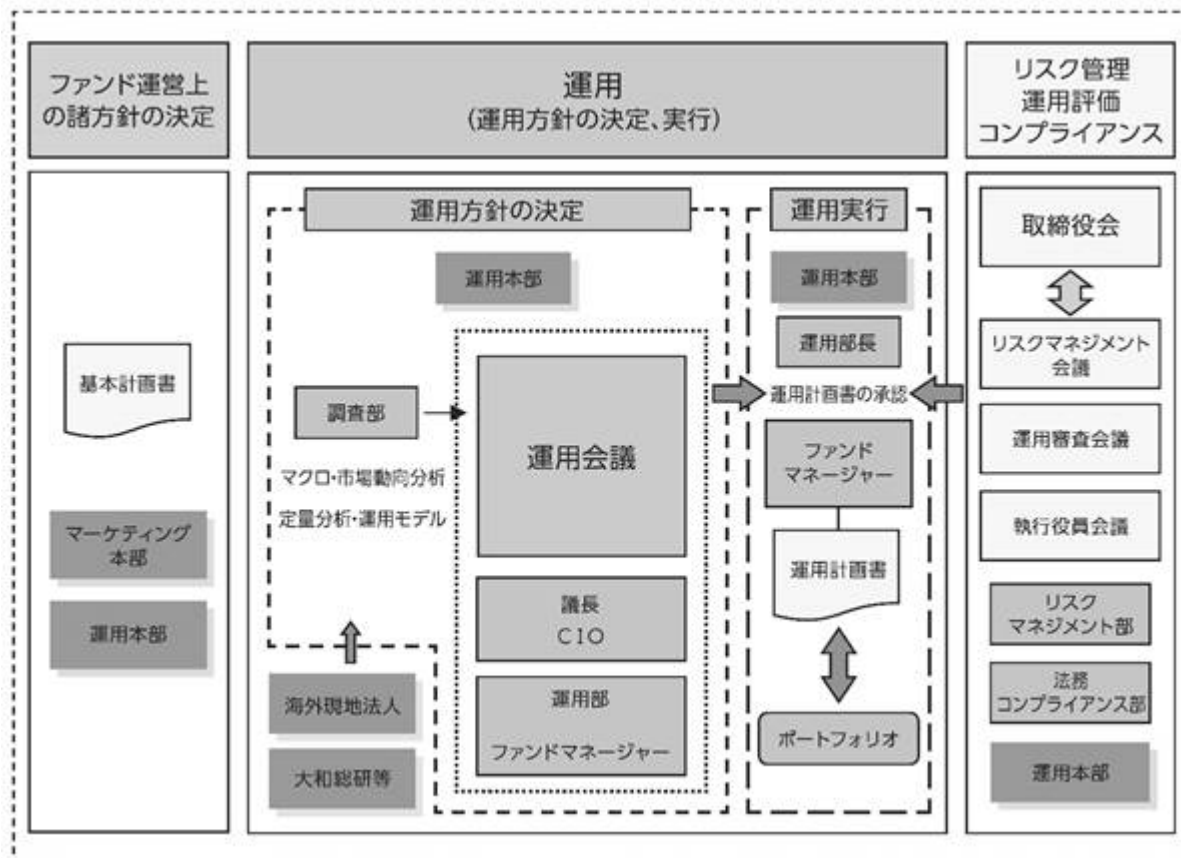 ファンド運営上
の諸方針の決定
運用
(運用方針の決定、実行)
リスク管理
運用評価
コンプライアンス
基本計画書
マーケティング
本部
運用本部
運用方針の決定
運用本部
調査部
マクロ・市場動向分析
定量分析・運用モデル
運用会議
議長
CIO
運用部
ファンドマネージャー
海外現地法人
大和総研等
運用実行
運用本部
運用部長
運用計画書の承認
ファンド
マネージャー
運用計画書
ポートフォリオ
取締役会
リスクマネジメント
会議
運用審査会議
執行役員会議
リスク
マネジメント部
法務
コンプライアンス部
運用本部